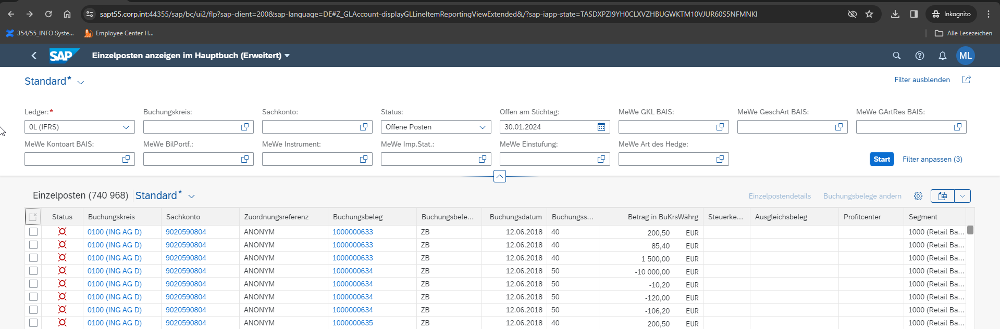 sapt55.corp.int:44355/sap/bc/ui2/flp?sap-client=200&sap-language=DE#Z_GLAccount-displayGLLineItemReportingViewExtended&/?sap-iapp-state=TASDXPZI9YH0CLXVZHBUGWKTM10VJUR60S5NFMNKI Inkognito
354/55_INFO Syste... Employee Center H... Alle Lesezeichen
SAP Einzelposten anzeigen im Hauptbuch (Erweitert) ML
Standard* Filter ausblenden
Ledger:* Buchungskreis: Sachkonto: Status: Offen am Stichtag: MeWe GKL BAIS: MeWe GeschArt BAIS: MeWe GArtRes BAIS:
0L (IFRS) Offene Posten 30.01.2024
MeWe Kontoart BAIS: MeWe BilPortf.: MeWe Instrument: MeWe Imp.Stat.: MeWe Einstufung: MeWe Art des Hedge:
Start Filter anpassen (3)
Einzelposten (740 968) Standard* Einzelpostendetails Buchungsbelege ändern
Status Buchungskreis Sachkonto Zuordnungsreferenz Buchungsbeleg Buchungsbele... Buchungsdatum Buchungss... Betrag in BuKrsWährg Steuerke... Ausgleichsbeleg Profitcenter Segment
0100 (ING AG D) 9020590804 ANONYM 1000000633 ZB 12.06.2018 40 200,50 EUR 1000 (Retail Ba...
0100 (ING AG D) 9020590804 ANONYM 1000000633 ZB 12.06.2018 40 85,40 EUR 1000 (Retail Ba...
0100 (ING AG D) 9020590804 ANONYM 1000000633 ZB 12.06.2018 40 1 500,00 EUR 1000 (Retail Ba...
0100 (ING AG D) 9020590804 ANONYM 1000000634 ZB 12.06.2018 50 -10 000,00 EUR 1000 (Retail Ba...
0100 (ING AG D) 9020590804 ANONYM 1000000634 ZB 12.06.2018 50 -10,20 EUR 1000 (Retail Ba...
0100 (ING AG D) 9020590804 ANONYM 1000000634 ZB 12.06.2018 50 -120,00 EUR 1000 (Retail Ba...
0100 (ING AG D) 9020590804 ANONYM 1000000634 ZB 12.06.2018 50 -106,20 EUR 1000 (Retail Ba...
0100 (ING AG D) 9020590804 ANONYM 1000000635 ZB 12.06.2018 40 200,50 EUR 1000 (Retail Ba...